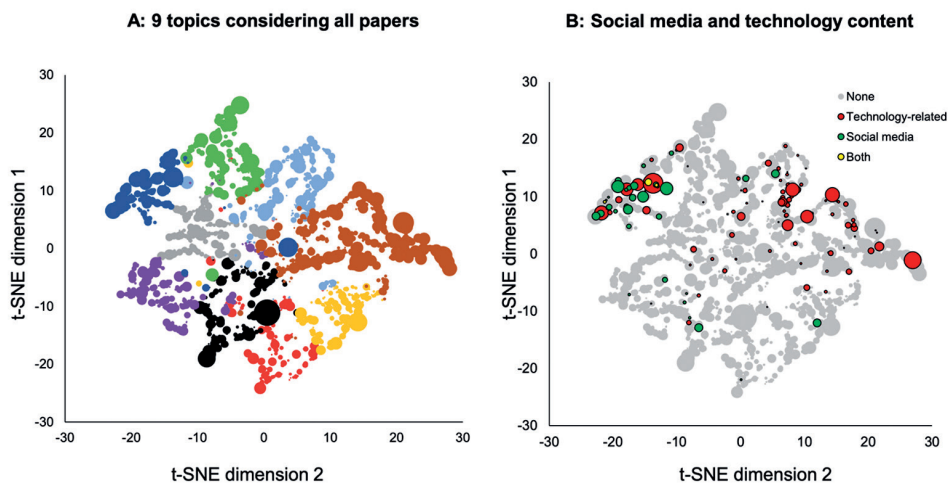 A: 9 topics considering all papers
B: Social media and technology content
t-SNE dimension 1
30
20
10
0
-10
-20
-30
-30
-20
-10
0
10
20
30
t-SNE dimension 2
t-SNE dimension 1
30
20
10
0
-10
-20
-30
-30
-20
-10
0
10
20
30
t-SNE dimension 2
None
Technology-related
Social media
Both